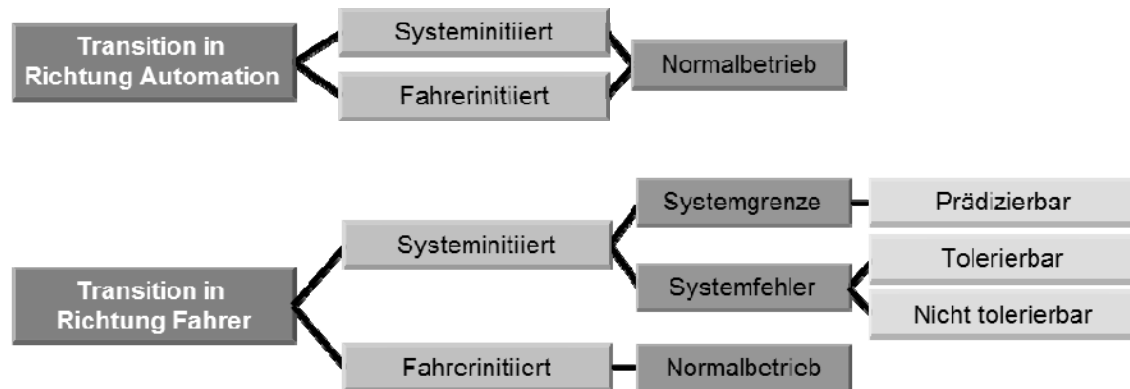 Transition in
Richtung Automation
Systeminitiiert
Fahrerinitiiert
Normalbetrieb
Transition in
Richtung Fahrer
Systeminitiiert
Systemgrenze
Prädizierbar
Systemfehler
Tolerierbar
Nicht tolerierbar
Fahrerinitiiert
Normalbetrieb